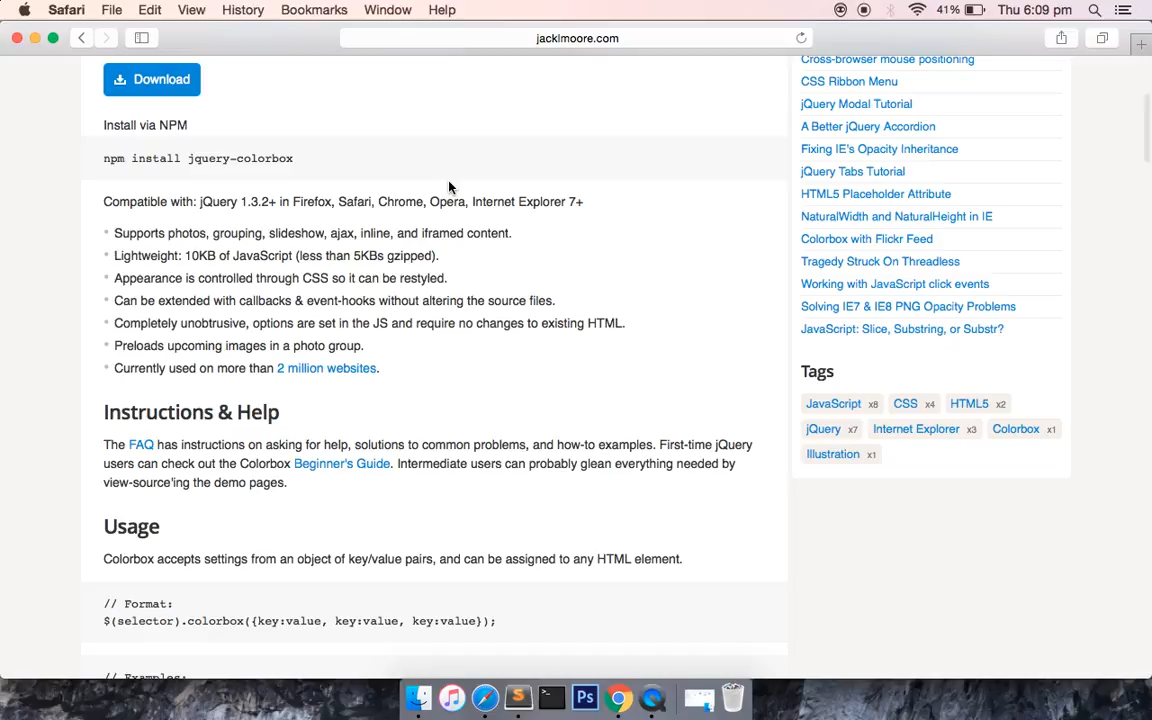 Safari File Edit View History Bookmarks Window Help 41% Thu 6:09 pm
jacklmoore.com
Download
Install via NPM
npm install jquery-colorbox
Compatible with: jQuery 1.3.2+ in Firefox, Safari, Chrome, Opera, Internet Explorer 7+
Supports photos, grouping, slideshow, ajax, inline, and iframed content.
Lightweight: 10KB of JavaScript (less than 5KBs gzipped).
Appearance is controlled through CSS so it can be restyled.
Can be extended with callbacks & event-hooks without altering the source files.
Completely unobtrusive, options are set in the JS and require no changes to existing HTML.
Preloads upcoming images in a photo group.
Currently used on more than 2 million websites.
Instructions & Help
The FAQ has instructions on asking for help, solutions to common problems, and how-to examples. First-time jQuery
users can check out the Colorbox Beginner's Guide. Intermediate users can probably glean everything needed by
view-source'ing the demo pages.
Usage
Colorbox accepts settings from an object of key/value pairs, and can be assigned to any HTML element.
// Format:
$(selector).colorbox({key:value, key:value, key:value});
// Examples:
Cross-browser mouse positioning
CSS Ribbon Menu
jQuery Modal Tutorial
A Better jQuery Accordion
Fixing IE's Opacity Inheritance
jQuery Tabs Tutorial
HTML5 Placeholder Attribute
NaturalWidth and NaturalHeight in IE
Colorbox with Flickr Feed
Tragedy Struck On Threadless
Working with JavaScript click events
Solving IE7 & IE8 PNG Opacity Problems
JavaScript: Slice, Substring, or Substr?
Tags
JavaScript x8 CSS x4 HTML5 x2
jQuery x7 Internet Explorer x3 Colorbox x1
Illustration x1
Ps